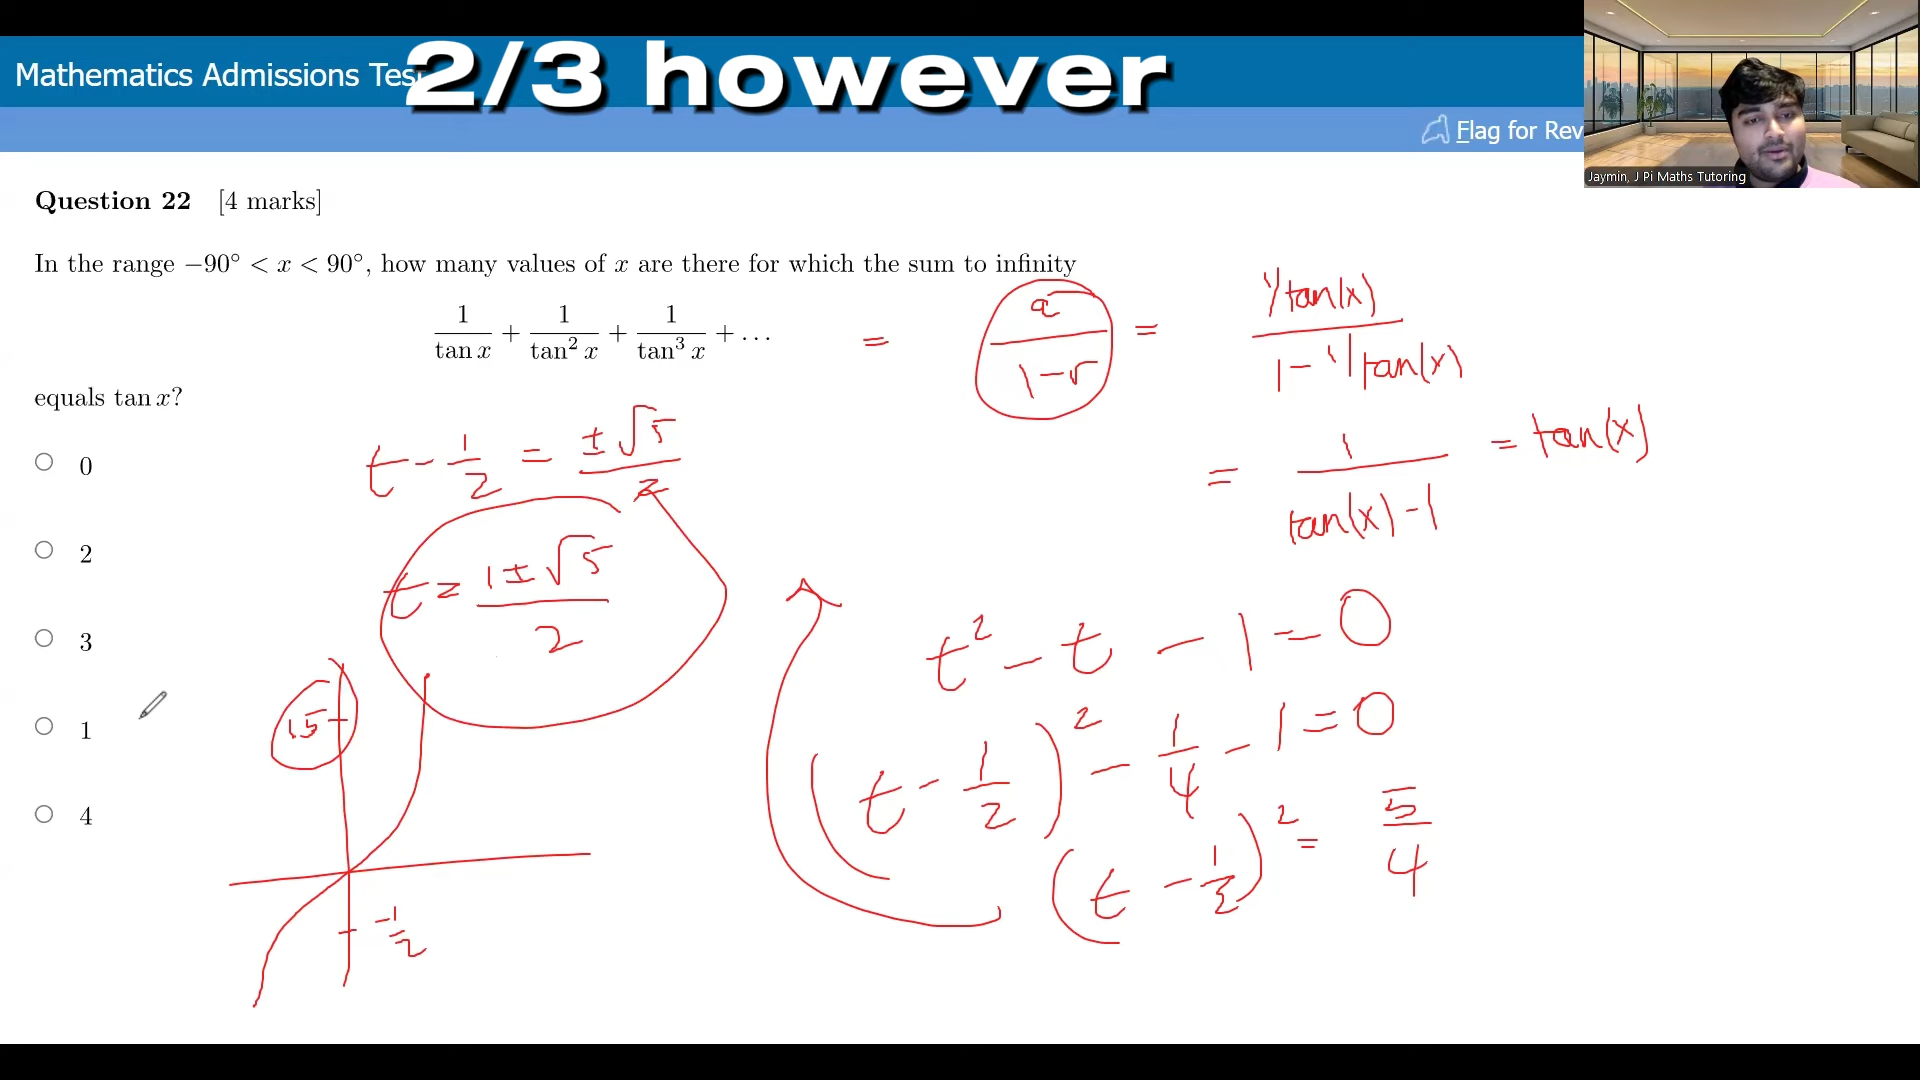 Mathematics Admissions Tes
2/3 however
Flag for Rev
Jaymin, J Pi Maths Tutoring
Question 22 [4 marks]
In the range −90° < x < 90°, how many values of x are there for which the sum to infinity
1/tan x + 1/tan² x + 1/tan³ x + ...
equals tan x?
0
2
3
1
4
= a/(1-r) = (1/tan(x))/(1-1/tan(x))
= 1/(tan(x)-1) = tan(x)
t² - t - 1 = 0
(t - 1/2)² - 1/4 - 1 = 0
(t - 1/2)² = 5/4
t - 1/2 = ±√5/2
t = (1±√5)/2
1.5
-1/2